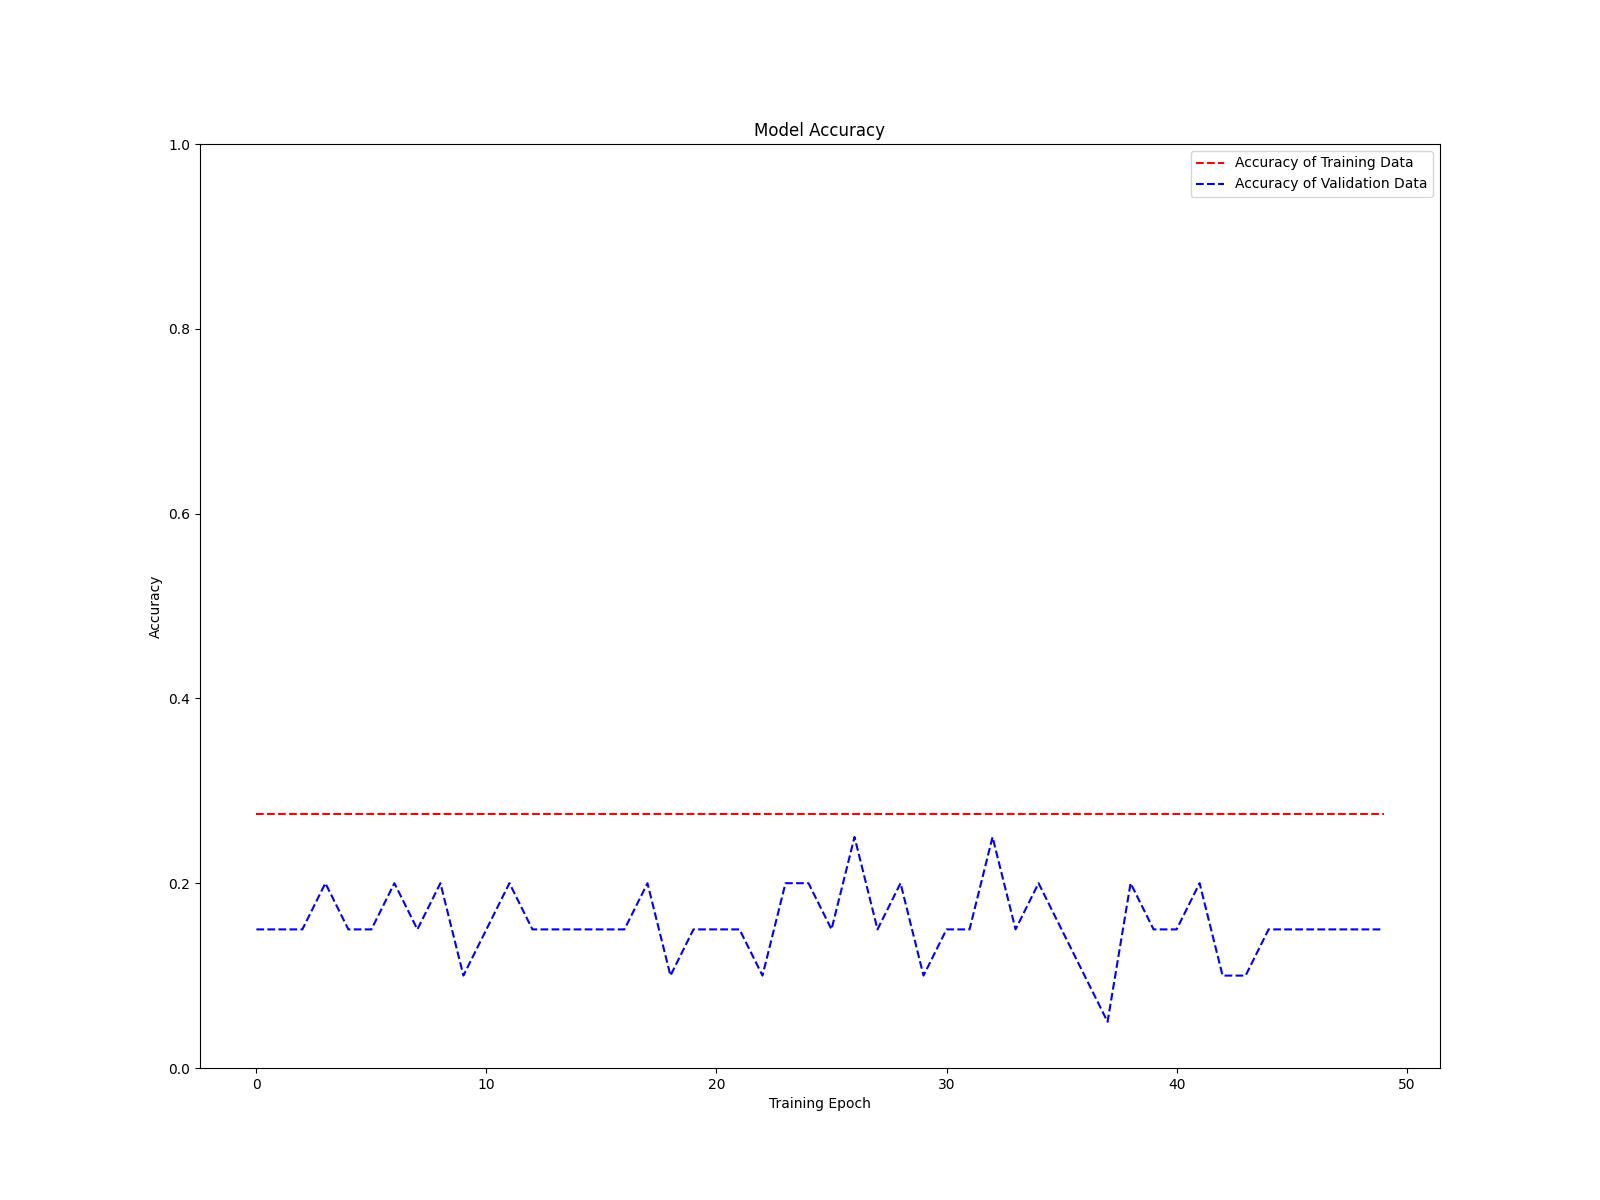 Model Accuracy
1.0
Accuracy of Training Data
Accuracy of Validation Data
0.8
0.6
Accuracy
0.4
0.2
0.0
0 10 20 30 40 50
Training Epoch